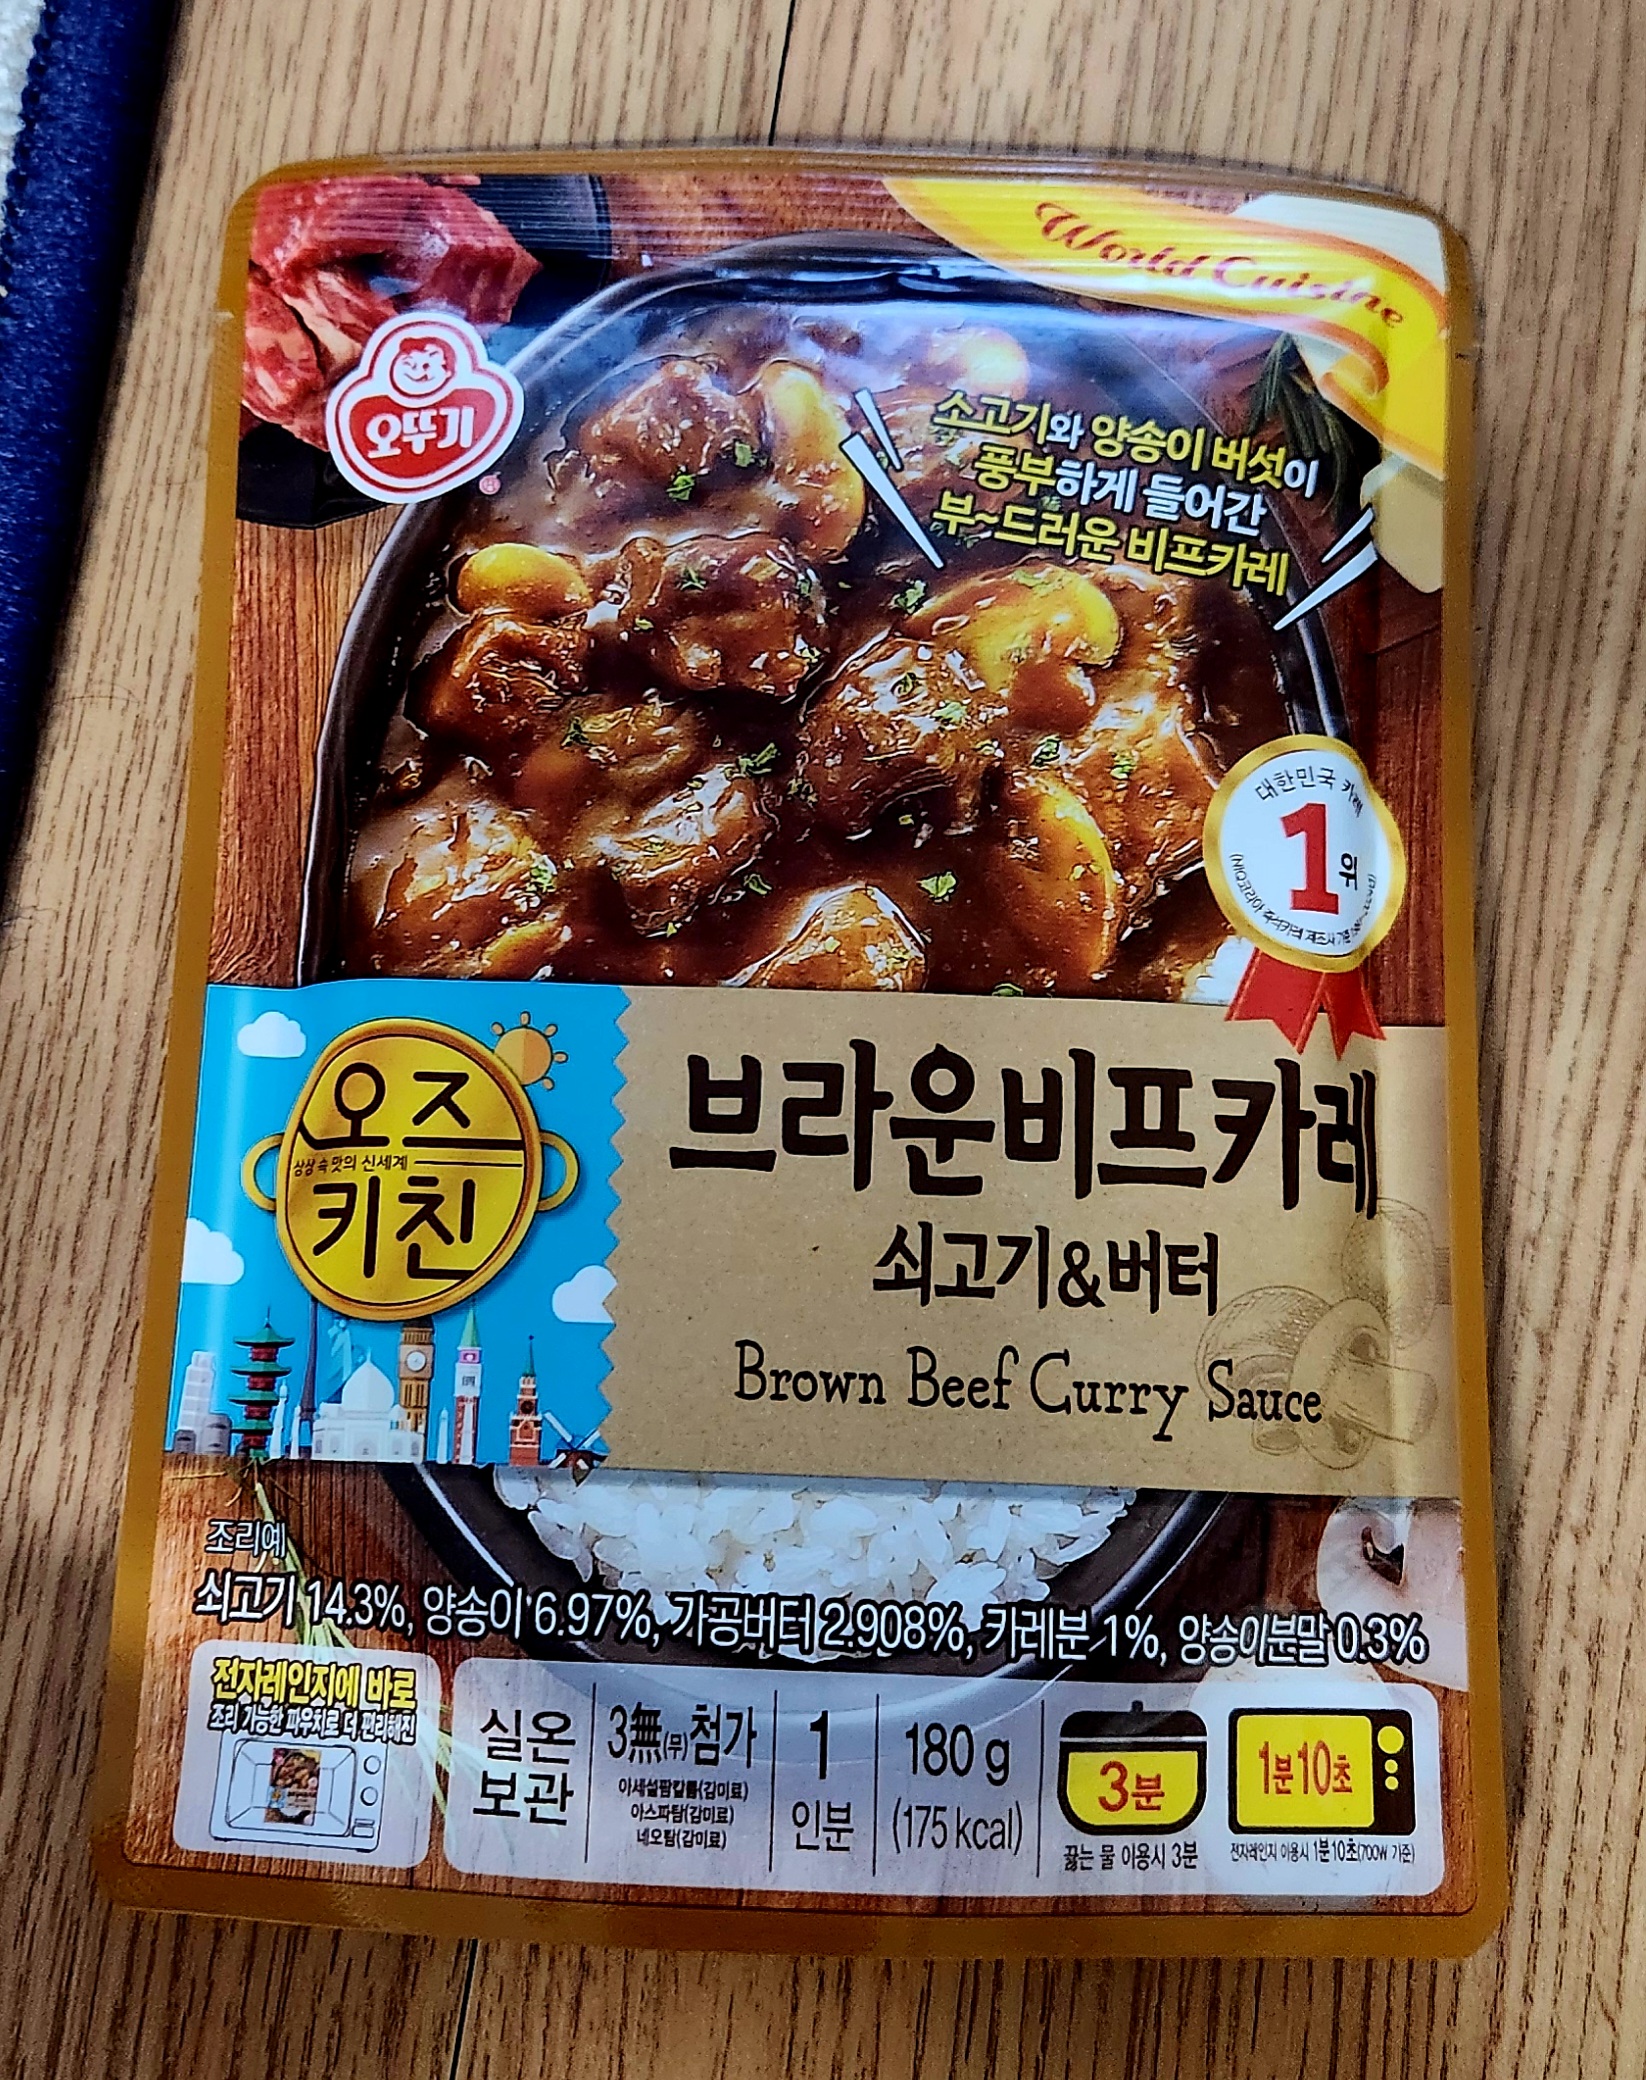 World Cuisine
오뚜기
소고기와 양송이 버섯이
풍부하게 들어간
부~드러운 비프카레
대한민국 카레
1위
오즈
상상 속 맛의 신세계
키친
브라운비프카레
쇠고기&버터
Brown Beef Curry Sauce
조리예
쇠고기 14.3%, 양송이 6.97%, 가공버터 2.908%, 카레분 1%, 양송이분말 0.3%
전자레인지에 바로
조리 가능한 파우치로 더 편리해진
실온
보관
3無(무)첨가
아세설팜칼륨(감미료)
아스파탐(감미료)
네오탐(감미료)
1
인분
180 g
(175 kcal)
3분
끓는 물 이용시 3분
1분10초
전자레인지 이용시 1분10초(700W 기준)